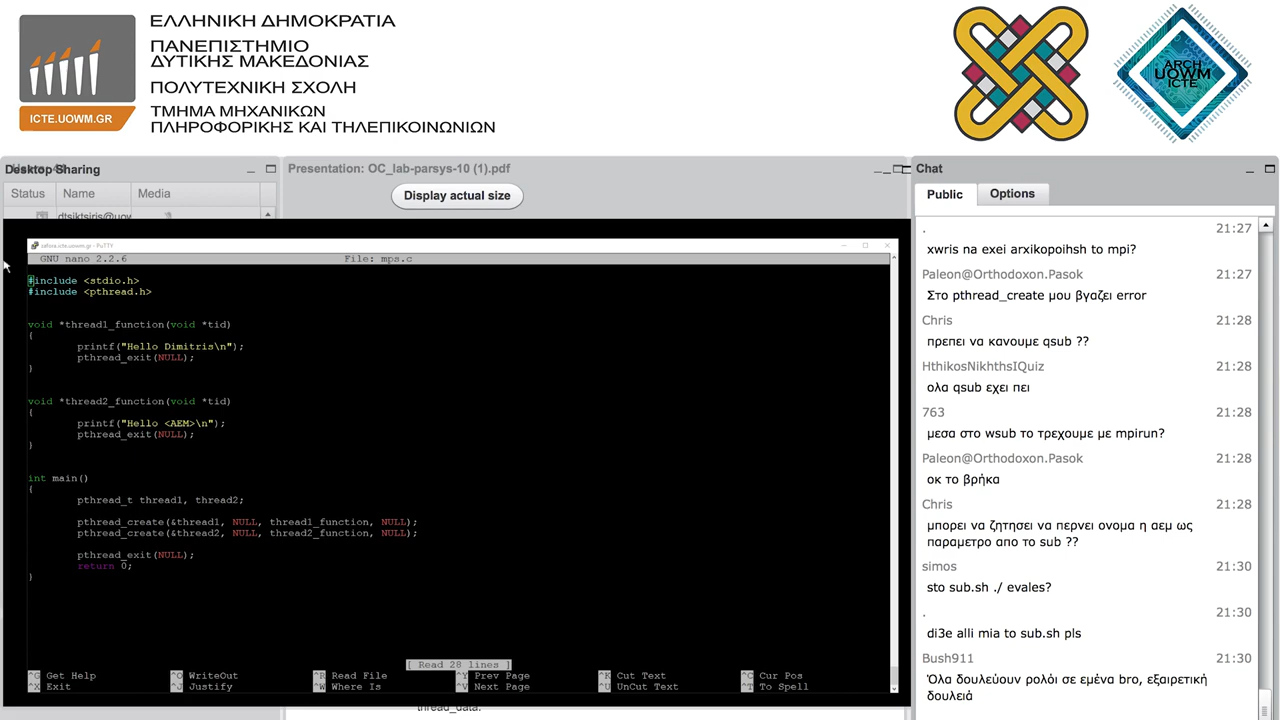 ΕΛΛΗΝΙΚΗ ΔΗΜΟΚΡΑΤΙΑ
ΠΑΝΕΠΙΣΤΗΜΙΟ
ΔΥΤΙΚΗΣ ΜΑΚΕΔΟΝΙΑΣ
ΠΟΛΥΤΕΧΝΙΚΗ ΣΧΟΛΗ
ΤΜΗΜΑ ΜΗΧΑΝΙΚΩΝ
ΠΛΗΡΟΦΟΡΙΚΗΣ ΚΑΙ ΤΗΛΕΠΙΚΟΙΝΩΝΙΩΝ
ICTE.UOWM.GR
ARCH
UOWM
ICTE
Desktop Sharing
Status Name Media
dtsiktsiris@uow
Presentation: OC_lab-parsys-10 (1).pdf
Display actual size
zafora.icte.uowm.gr - PuTTY
GNU nano 2.2.6 File: mps.c
#include <stdio.h>
#include <pthread.h>
void *thread1_function(void *tid)
{
printf("Hello Dimitris\n");
pthread_exit(NULL);
}
void *thread2_function(void *tid)
{
printf("Hello <AEM>\n");
pthread_exit(NULL);
}
int main()
{
pthread_t thread1, thread2;
pthread_create(&thread1, NULL, thread1_function, NULL);
pthread_create(&thread2, NULL, thread2_function, NULL);
pthread_exit(NULL);
return 0;
}
[ Read 28 lines ]
^G Get Help ^O WriteOut ^R Read File ^Y Prev Page ^K Cut Text ^C Cur Pos
^X Exit ^J Justify ^W Where Is ^V Next Page ^U UnCut Text ^T To Spell
thread_data.
Chat
Public Options
. 21:27
xwris na exei arxikopoihsh to mpi?
Paleon@Orthodoxon.Pasok 21:27
Στο pthread_create μου βγαζει error
Chris 21:28
πρεπει να κανουμε qsub ??
HthikosNikhthsIQuiz 21:28
ολα qsub εχει πει
763 21:28
μεσα στο wsub το τρεχουμε με mpirun?
Paleon@Orthodoxon.Pasok 21:28
οκ το βρήκα
Chris 21:28
μπορει να ζητησει να περνει όνομα η αεμ ως
παραμετρο απο το sub ??
simos 21:30
sto sub.sh ./ evales?
. 21:30
di3e alli mia to sub.sh pls
Bush911 21:30
Όλα δουλεύουν ρολόι σε εμένα bro, εξαιρετική
δουλειά